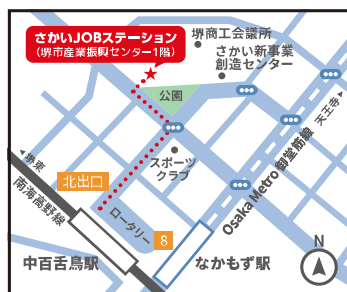 さかいJOBステーション
（堺市産業振興センター1階）
堺商工会議所
さかい新事業
創造センター
公園
天王寺▶
スポーツ
クラブ
Osaka Metro 御堂筋線
◀堺東
南海高野線
北出口
ロータリー
8
中百舌鳥駅
なかもず駅
N